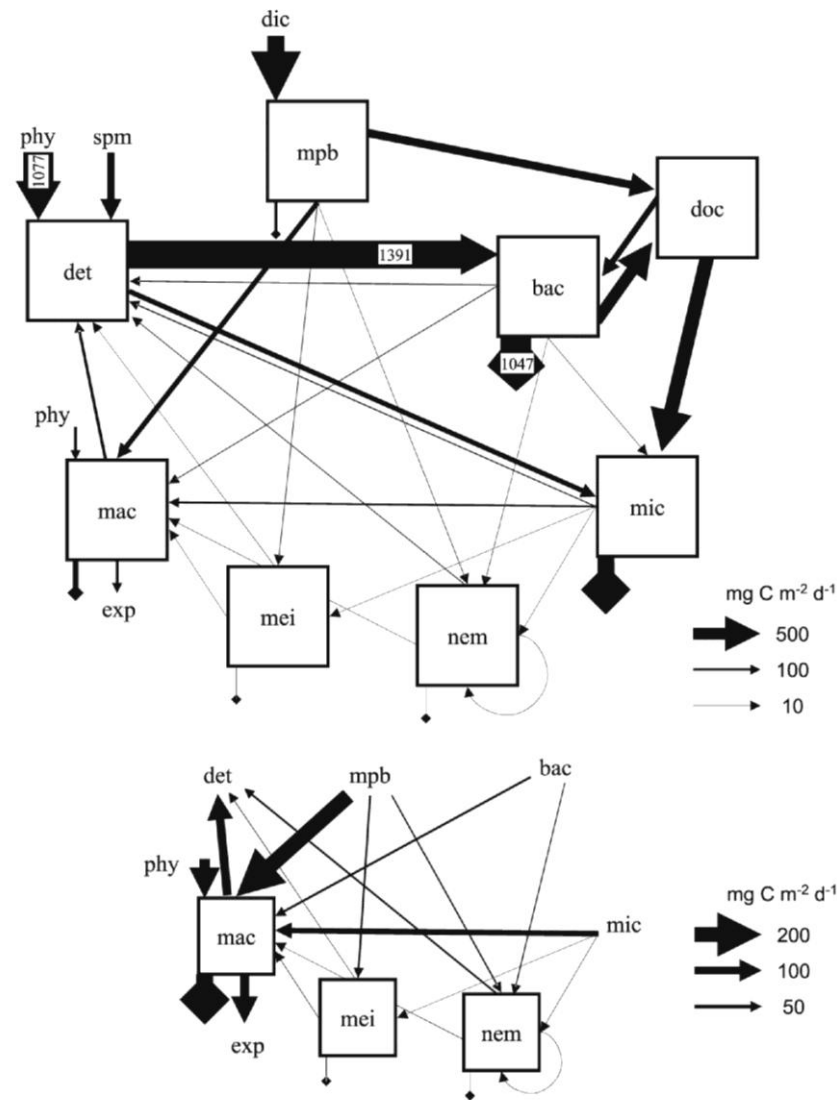 dic
phy
spm
1077
mpb
doc
det
1391
bac
1047
phy
mac
mic
exp
mei
nem
mg C m⁻² d⁻¹
500
100
10
det
mpb
bac
phy
mg C m⁻² d⁻¹
mac
mic
200
100
mei
nem
50
exp